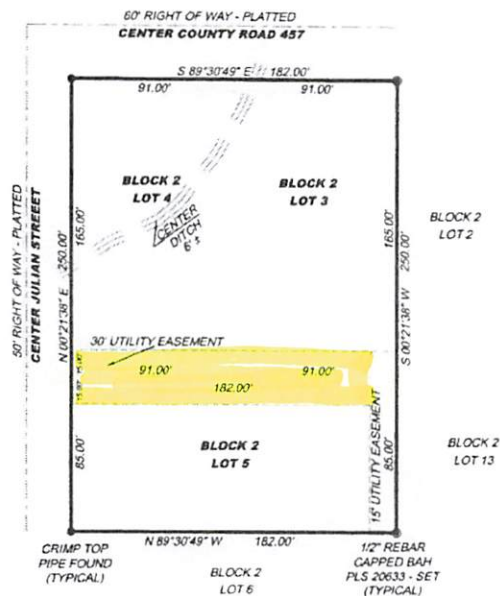 60' RIGHT OF WAY - PLATTED
CENTER COUNTY ROAD 457
S 89°30'49" E 182.00'
91.00' 91.00'
BLOCK 2
LOT 4
BLOCK 2
LOT 3
CENTER
DITCH
6' ±
BLOCK 2
LOT 2
50' RIGHT OF WAY - PLATTED
CENTER JULIAN STREEET
N 00°21'38" E 250.00'
165.00'
165.00'
S 00°21'38" W 250.00'
30' UTILITY EASEMENT
91.00' 91.00'
182.00'
15.00' 15.00'
85.00'
BLOCK 2
LOT 5
15' UTILITY EASEMENT
85.00'
BLOCK 2
LOT 13
N 89°30'49" W 182.00'
CRIMP TOP
PIPE FOUND
(TYPICAL)
BLOCK 2
LOT 6
1/2" REBAR
CAPPED BAH
PLS 20633 - SET
(TYPICAL)